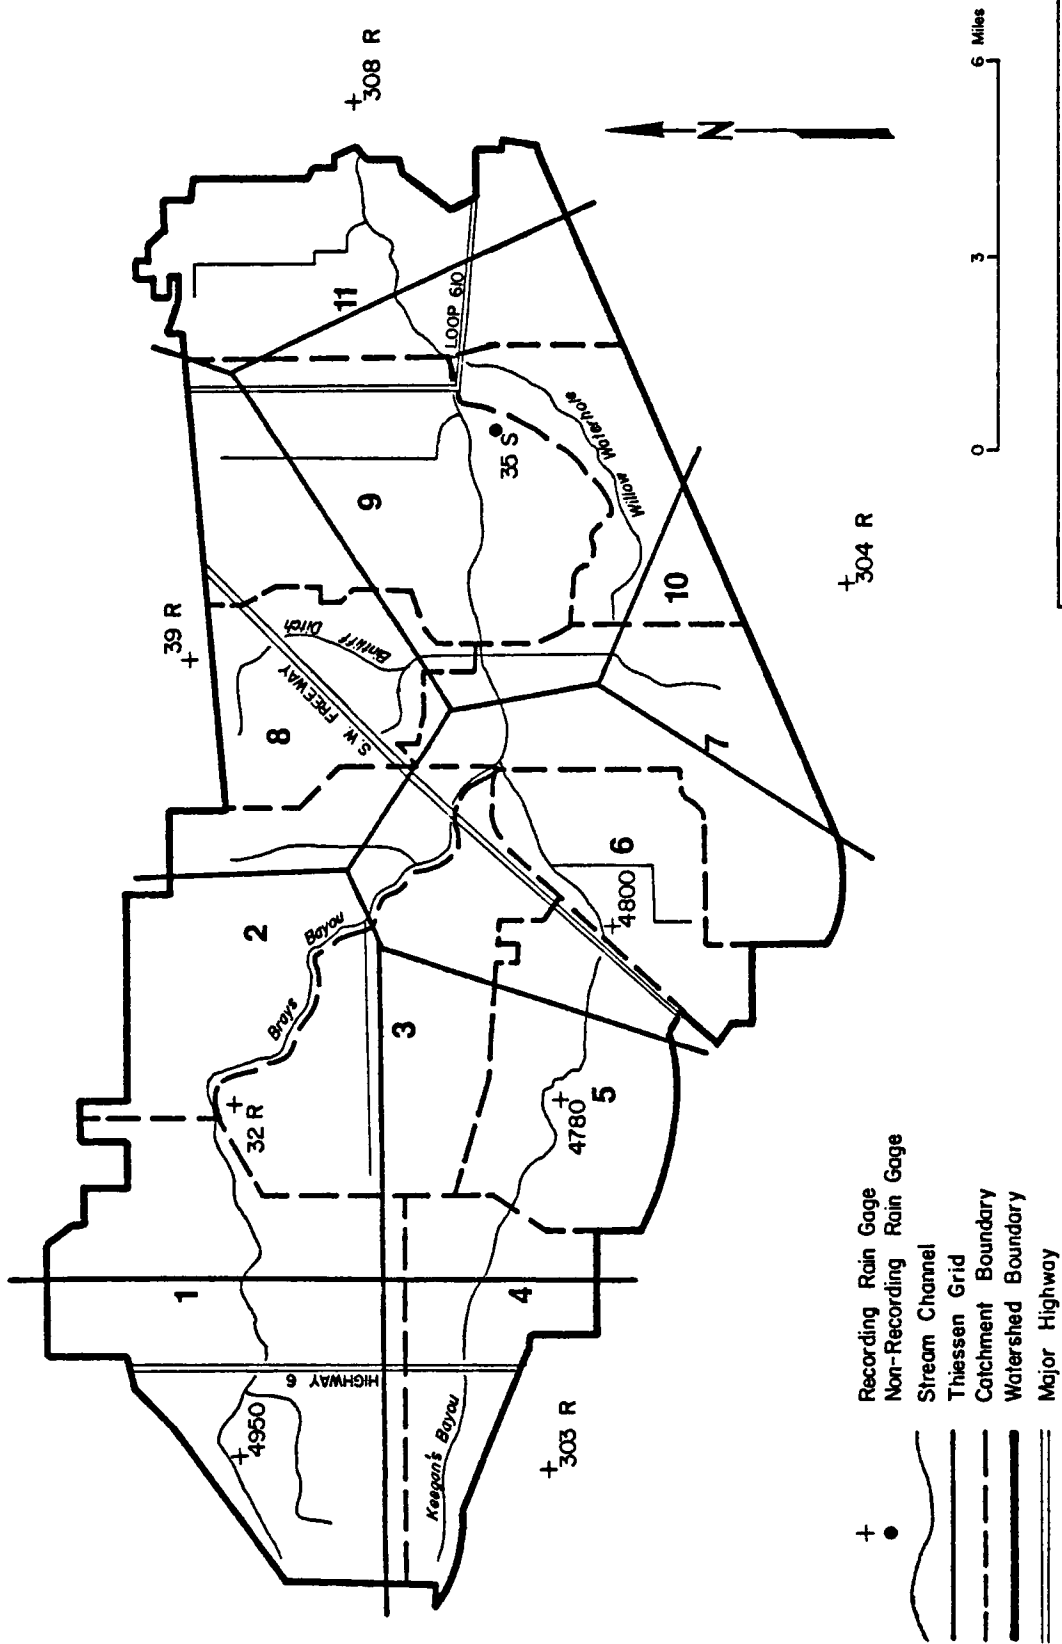 308 R
39 R
304 R
35 S
32 R
303 R
4950
4780
4800
1
2
3
4
5
6
7
8
9
10
11
LOOP 610
S.W. FREEWAY
HIGHWAY 6
Bintliff Ditch
Willow Waterhole
Brays Bayou
Keegan's Bayou
N
0 3 6 Miles
Recording Rain Gage
Non-Recording Rain Gage
Stream Channel
Thiessen Grid
Catchment Boundary
Watershed Boundary
Major Highway